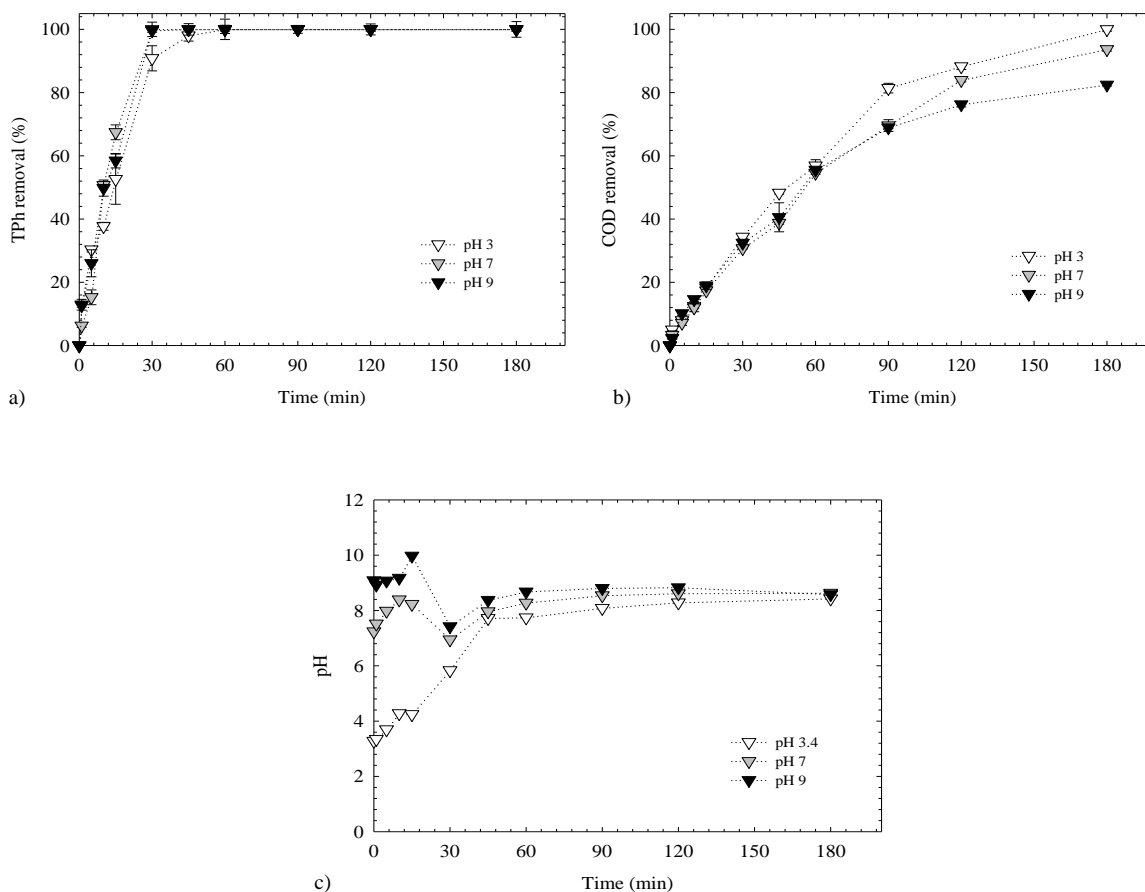 TPh removal (%)
100
80
60
40
20
0
pH 3
pH 7
pH 9
0 30 60 90 120 150 180
Time (min)
a)
COD removal (%)
100
80
60
40
20
0
pH 3
pH 7
pH 9
0 30 60 90 120 150 180
Time (min)
b)
pH
12
10
8
6
4
2
0
pH 3.4
pH 7
pH 9
0 30 60 90 120 150 180
Time (min)
c)